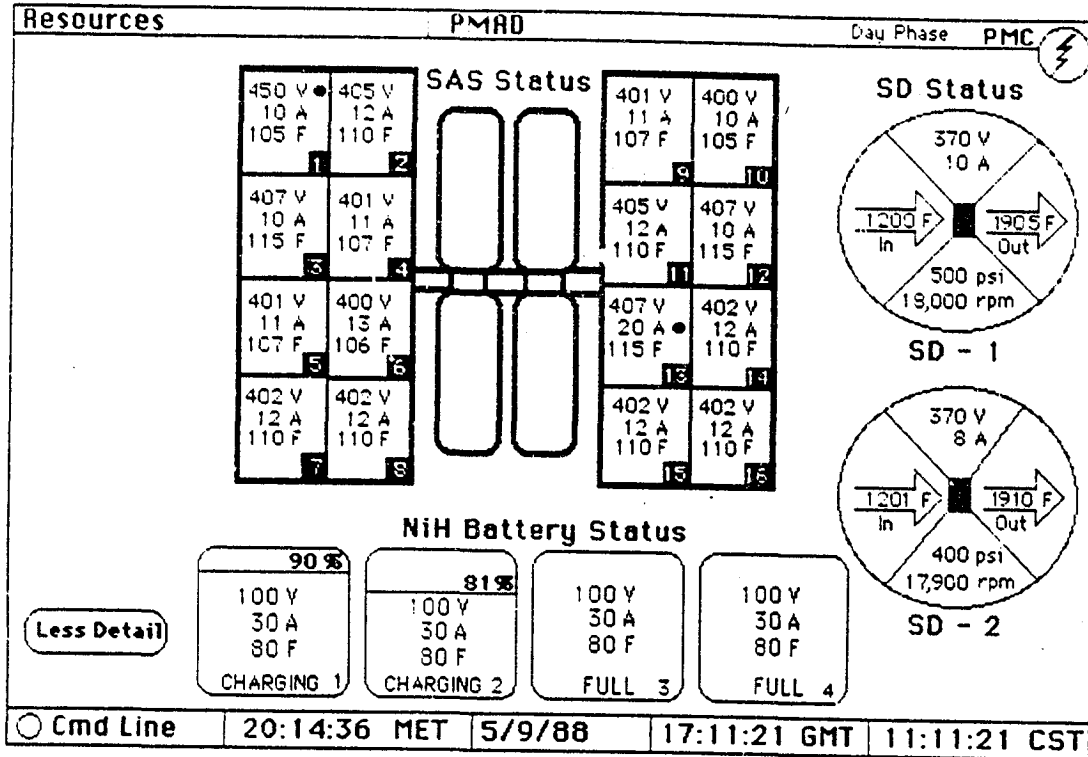 Resources PMAD Day Phase PMC
SAS Status
450 V 405 V
10 A 12 A
105 F 110 F
1 2
407 V 401 V
10 A 11 A
115 F 107 F
3 4
401 V 400 V
11 A 13 A
107 F 106 F
5 6
402 V 402 V
12 A 12 A
110 F 110 F
7 8
401 V 400 V
11 A 10 A
107 F 105 F
9 10
405 V 407 V
12 A 10 A
110 F 115 F
11 12
407 V 402 V
20 A 12 A
115 F 110 F
13 14
402 V 402 V
12 A 12 A
110 F 110 F
15 16
SD Status
370 V
10 A
1200 F 1905 F
In Out
500 psi
18,000 rpm
SD - 1
370 V
8 A
1201 F 1910 F
In Out
400 psi
17,900 rpm
SD - 2
NiH Battery Status
90%
100 V
30 A
80 F
CHARGING 1
81%
100 V
30 A
80 F
CHARGING 2
100 V
30 A
80 F
FULL 3
100 V
30 A
80 F
FULL 4
Less Detail
Cmd Line 20:14:36 MET 5/9/88 17:11:21 GMT 11:11:21 CST